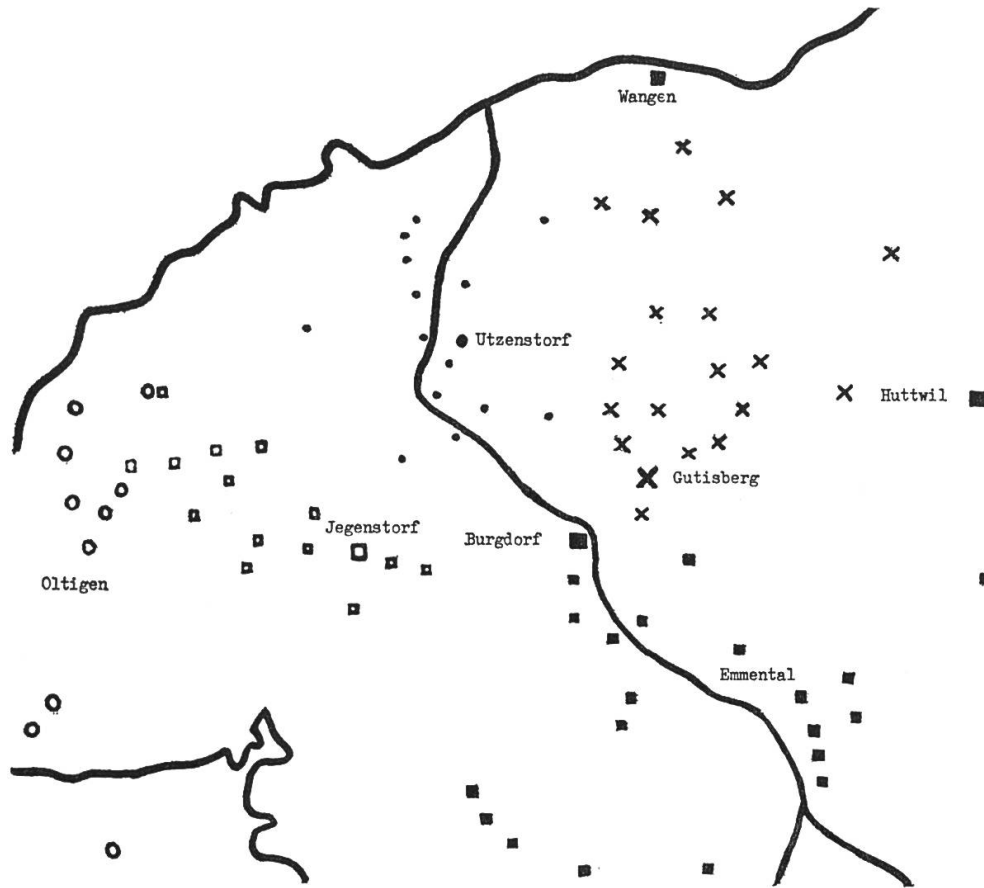 Wangen
Utzenstorf
Huttwil
Gutisberg
Jegenstorf
Burgdorf
Oltigen
Emmental